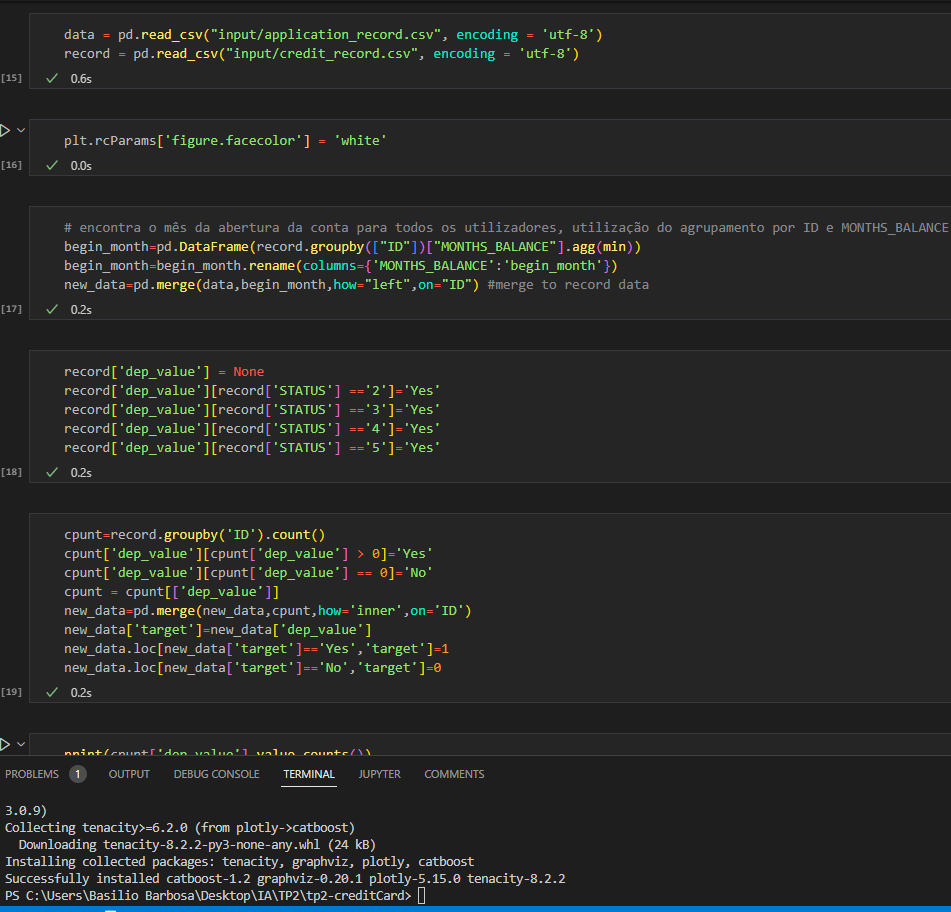 data = pd.read_csv("input/application_record.csv", encoding = 'utf-8')
record = pd.read_csv("input/credit_record.csv", encoding = 'utf-8')
[15] 0.6s
plt.rcParams['figure.facecolor'] = 'white'
[16] 0.0s
# encontra o mês da abertura da conta para todos os utilizadores, utilização do agrupamento por ID e MONTHS_BALANCE
begin_month=pd.DataFrame(record.groupby(["ID"])["MONTHS_BALANCE"].agg(min))
begin_month=begin_month.rename(columns={'MONTHS_BALANCE':'begin_month'})
new_data=pd.merge(data,begin_month,how="left",on="ID") #merge to record data
[17] 0.2s
record['dep_value'] = None
record['dep_value'][record['STATUS'] =='2']='Yes'
record['dep_value'][record['STATUS'] =='3']='Yes'
record['dep_value'][record['STATUS'] =='4']='Yes'
record['dep_value'][record['STATUS'] =='5']='Yes'
[18] 0.2s
cpunt=record.groupby('ID').count()
cpunt['dep_value'][cpunt['dep_value'] > 0]='Yes'
cpunt['dep_value'][cpunt['dep_value'] == 0]='No'
cpunt = cpunt[['dep_value']]
new_data=pd.merge(new_data,cpunt,how='inner',on='ID')
new_data['target']=new_data['dep_value']
new_data.loc[new_data['target']=='Yes','target']=1
new_data.loc[new_data['target']=='No','target']=0
[19] 0.2s
print(cpunt['dep_value'].value_counts())
PROBLEMS 1 OUTPUT DEBUG CONSOLE TERMINAL JUPYTER COMMENTS
3.0.9)
Collecting tenacity>=6.2.0 (from plotly->catboost)
Downloading tenacity-8.2.2-py3-none-any.whl (24 kB)
Installing collected packages: tenacity, graphviz, plotly, catboost
Successfully installed catboost-1.2 graphviz-0.20.1 plotly-5.15.0 tenacity-8.2.2
PS C:\Users\Basilio Barbosa\Desktop\IA\TP2\tp2-creditCard>